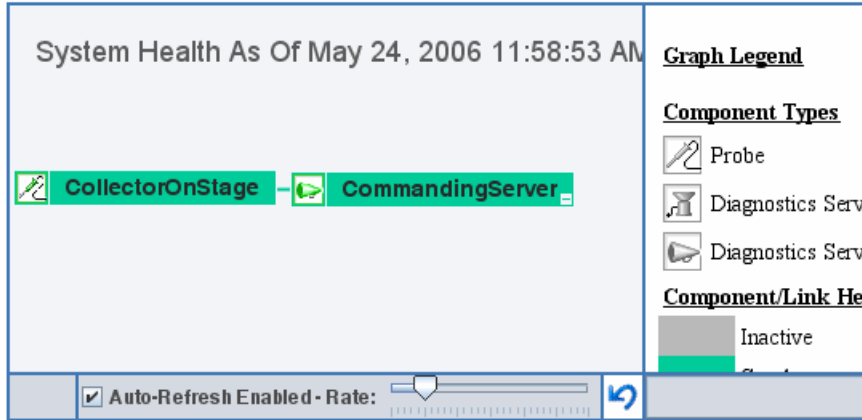 System Health As Of May 24, 2006 11:58:53 AM
CollectorOnStage
CommandingServer
Auto-Refresh Enabled - Rate:
Graph Legend
Component Types
Probe
Diagnostics Serv
Diagnostics Serv
Component/Link He
Inactive